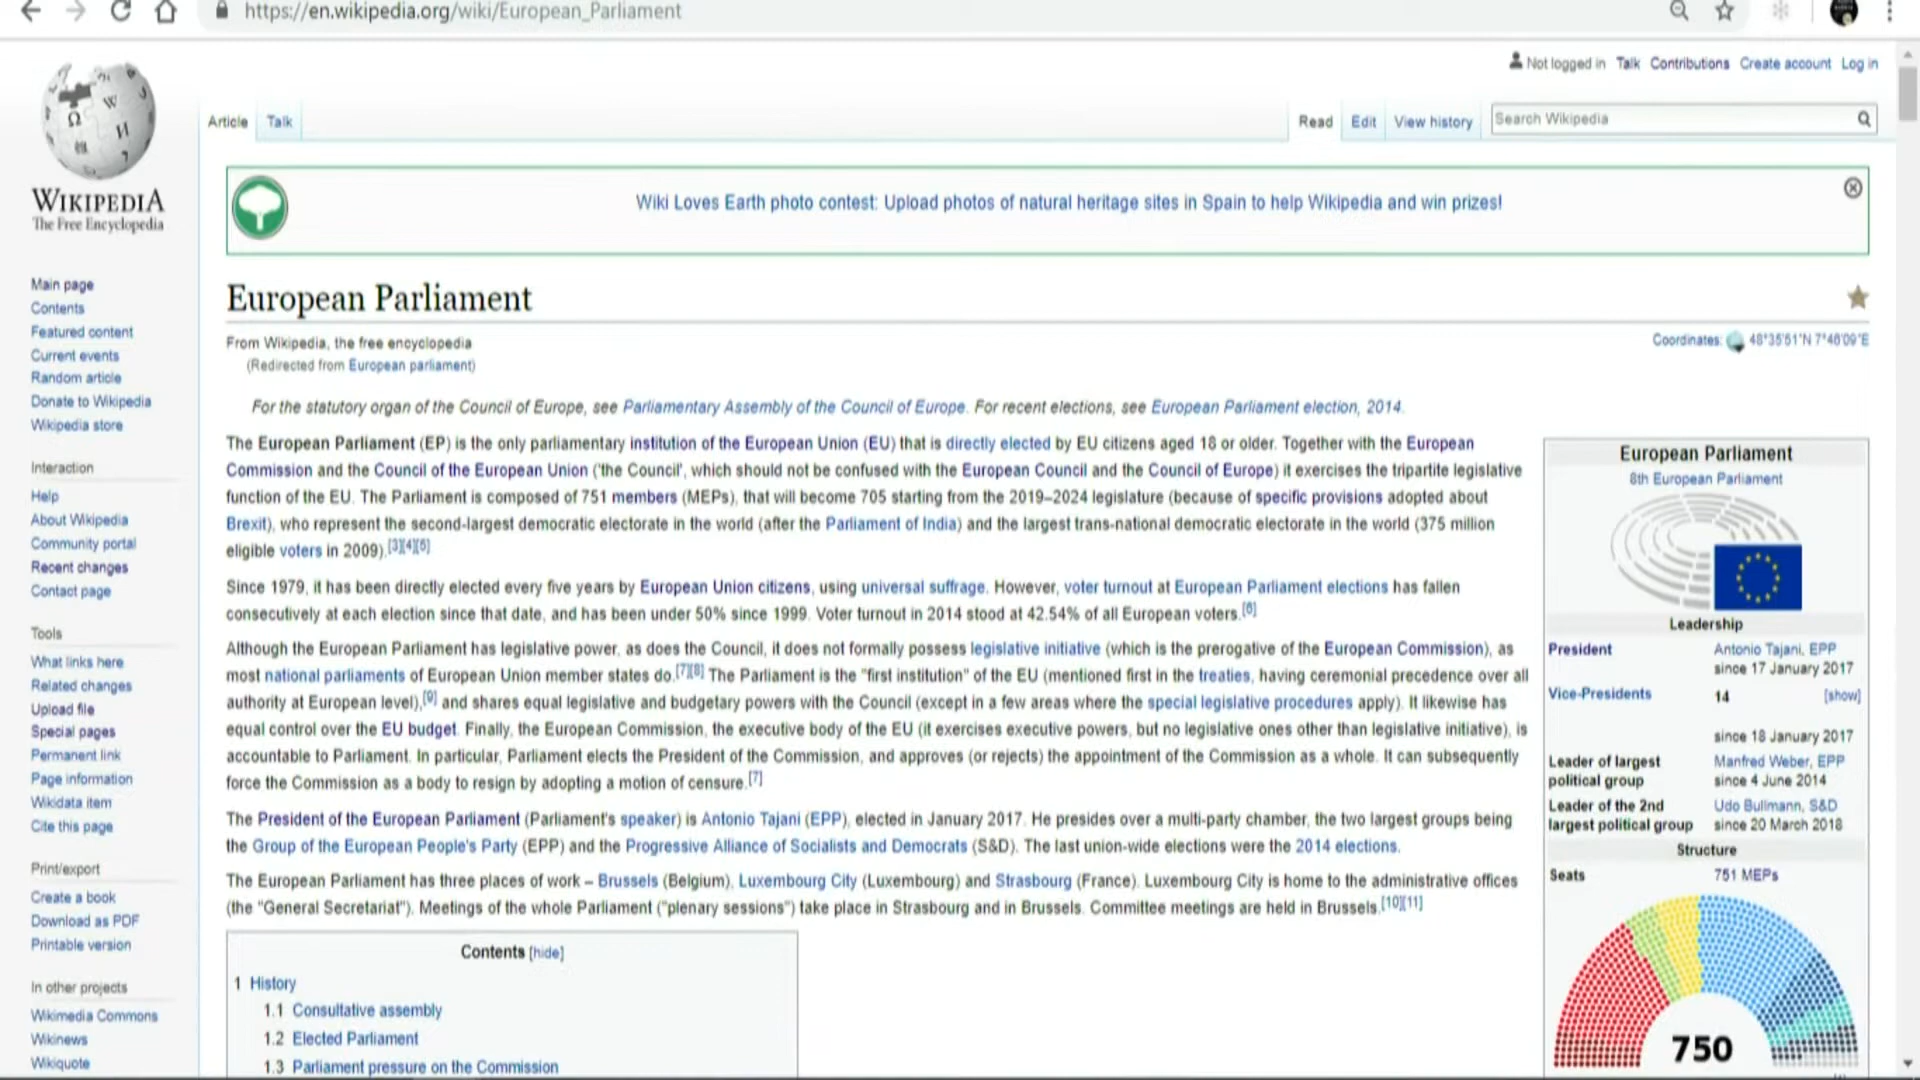 https://en.wikipedia.org/wiki/European_Parliament
Not logged in Talk Contributions Create account Log in
Article Talk Read Edit View history Search Wikipedia
WIKIPEDIA
The Free Encyclopedia
Main page
Contents
Featured content
Current events
Random article
Donate to Wikipedia
Wikipedia store
Interaction
Help
About Wikipedia
Community portal
Recent changes
Contact page
Tools
What links here
Related changes
Upload file
Special pages
Permanent link
Page information
Wikidata item
Cite this page
Print/export
Create a book
Download as PDF
Printable version
In other projects
Wikimedia Commons
Wikinews
Wikiquote
Wiki Loves Earth photo contest: Upload photos of natural heritage sites in Spain to help Wikipedia and win prizes!
European Parliament
From Wikipedia, the free encyclopedia
(Redirected from European parliament)
Coordinates:
For the statutory organ of the Council of Europe, see Parliamentary Assembly of the Council of Europe. For recent elections, see European Parliament election, 2014.
The European Parliament (EP) is the only parliamentary institution of the European Union (EU) that is directly elected by EU citizens aged 18 or older. Together with the European
Commission and the Council of the European Union ('the Council', which should not be confused with the European Council and the Council of Europe) it exercises the tripartite legislative
function of the EU. The Parliament is composed of 751 members (MEPs), that will become 705 starting from the 2019–2024 legislature (because of specific provisions adopted about
Brexit), who represent the second-largest democratic electorate in the world (after the Parliament of India) and the largest trans-national democratic electorate in the world (375 million
eligible voters in 2009).[3][4][5]
Since 1979, it has been directly elected every five years by European Union citizens, using universal suffrage. However, voter turnout at European Parliament elections has fallen
consecutively at each election since that date, and has been under 50% since 1999. Voter turnout in 2014 stood at 42.54% of all European voters.[6]
Although the European Parliament has legislative power, as does the Council, it does not formally possess legislative initiative (which is the prerogative of the European Commission), as
most national parliaments of European Union member states do.[7][8] The Parliament is the "first institution" of the EU (mentioned first in the treaties, having ceremonial precedence over all
authority at European level),[9] and shares equal legislative and budgetary powers with the Council (except in a few areas where the special legislative procedures apply). It likewise has
equal control over the EU budget. Finally, the European Commission, the executive body of the EU (it exercises executive powers, but no legislative ones other than legislative initiative), is
accountable to Parliament. In particular, Parliament elects the President of the Commission, and approves (or rejects) the appointment of the Commission as a whole. It can subsequently
force the Commission as a body to resign by adopting a motion of censure.[7]
The President of the European Parliament (Parliament's speaker) is Antonio Tajani (EPP), elected in January 2017. He presides over a multi-party chamber, the two largest groups being
the Group of the European People's Party (EPP) and the Progressive Alliance of Socialists and Democrats (S&D). The last union-wide elections were the 2014 elections.
The European Parliament has three places of work – Brussels (Belgium), Luxembourg City (Luxembourg) and Strasbourg (France). Luxembourg City is home to the administrative offices
(the "General Secretariat"). Meetings of the whole Parliament ("plenary sessions") take place in Strasbourg and in Brussels. Committee meetings are held in Brussels.[10][11]
Contents [hide]
1 History
1.1 Consultative assembly
1.2 Elected Parliament
1.3 Parliament pressure on the Commission
European Parliament
8th European Parliament
Leadership
President Antonio Tajani, EPP
since 17 January 2017
Vice-Presidents 14 [show]
since 18 January 2017
Leader of largest Manfred Weber, EPP
political group since 4 June 2014
Leader of the 2nd Udo Bullmann, S&D
largest political group since 20 March 2018
Structure
Seats 751 MEPs
750